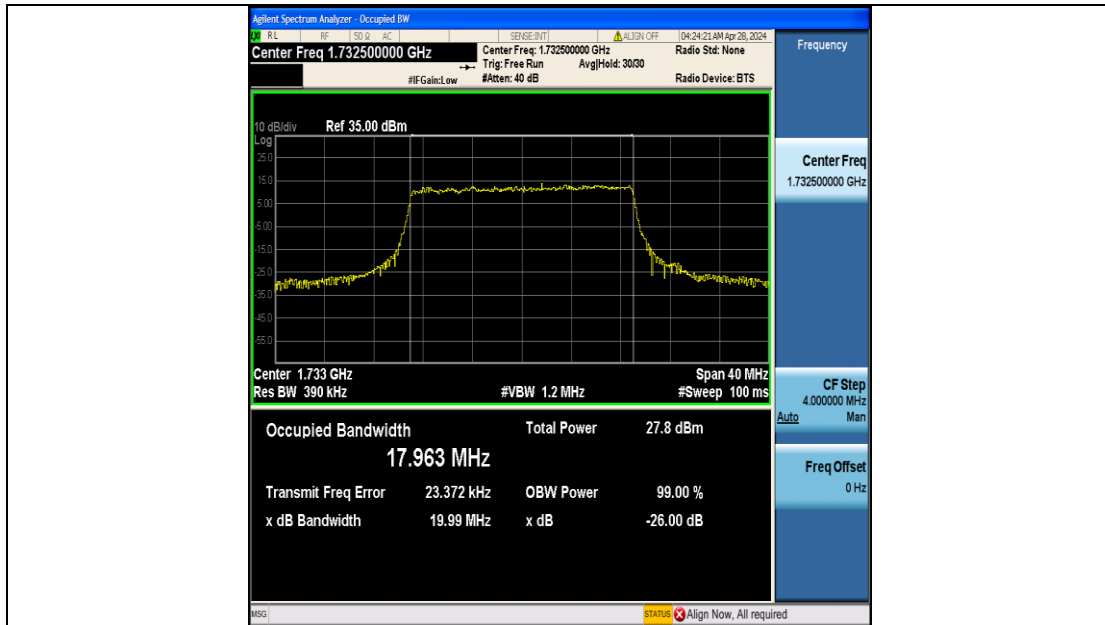 Agilent Spectrum Analyzer - Occupied BW
RL RF 50 Ω AC SENSE:INT ALIGN OFF 04:24:21 AM Apr 28, 2024
Center Freq 1.732500000 GHz
Center Freq: 1.732500000 GHz Radio Std: None
Trig: Free Run Avg|Hold: 30/30
#IFGain:Low #Atten: 40 dB Radio Device: BTS
Frequency
10 dB/div Ref 35.00 dBm
Log
25.0
15.0
5.00
-5.00
-15.0
-25.0
-35.0
-45.0
-55.0
Center 1.733 GHz Span 40 MHz
Res BW 390 kHz #VBW 1.2 MHz #Sweep 100 ms
Center Freq
1.732500000 GHz
CF Step
4.000000 MHz
Auto Man
Freq Offset
0 Hz
Occupied Bandwidth Total Power 27.8 dBm
17.963 MHz
Transmit Freq Error 23.372 kHz OBW Power 99.00 %
x dB Bandwidth 19.99 MHz x dB -26.00 dB
MSG STATUS Align Now, All required